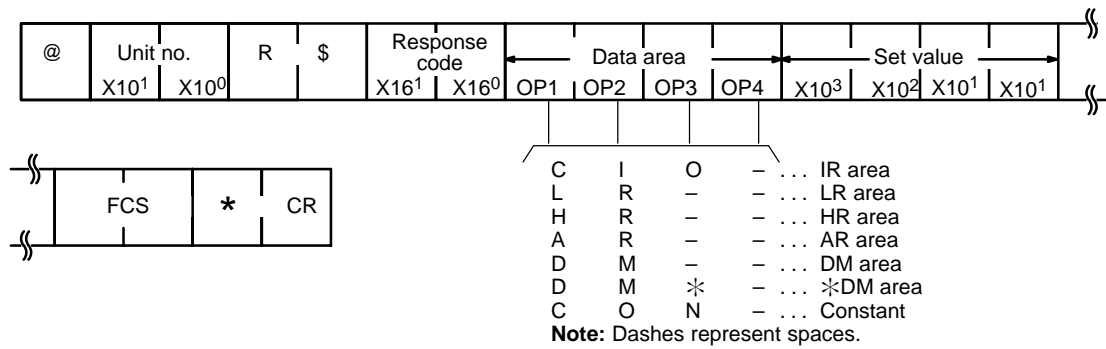 @ Unit no. R $ Response code Data area Set value
X10¹ X10⁰ X16¹ X16⁰ OP1 OP2 OP3 OP4 X10³ X10² X10¹ X10¹
FCS * CR
C I O – . . . IR area
L R – – . . . LR area
H R – – . . . HR area
A R – – . . . AR area
D M – – . . . DM area
D M ✻ – . . . ✻DM area
C O N – . . . Constant
Note: Dashes represent spaces.